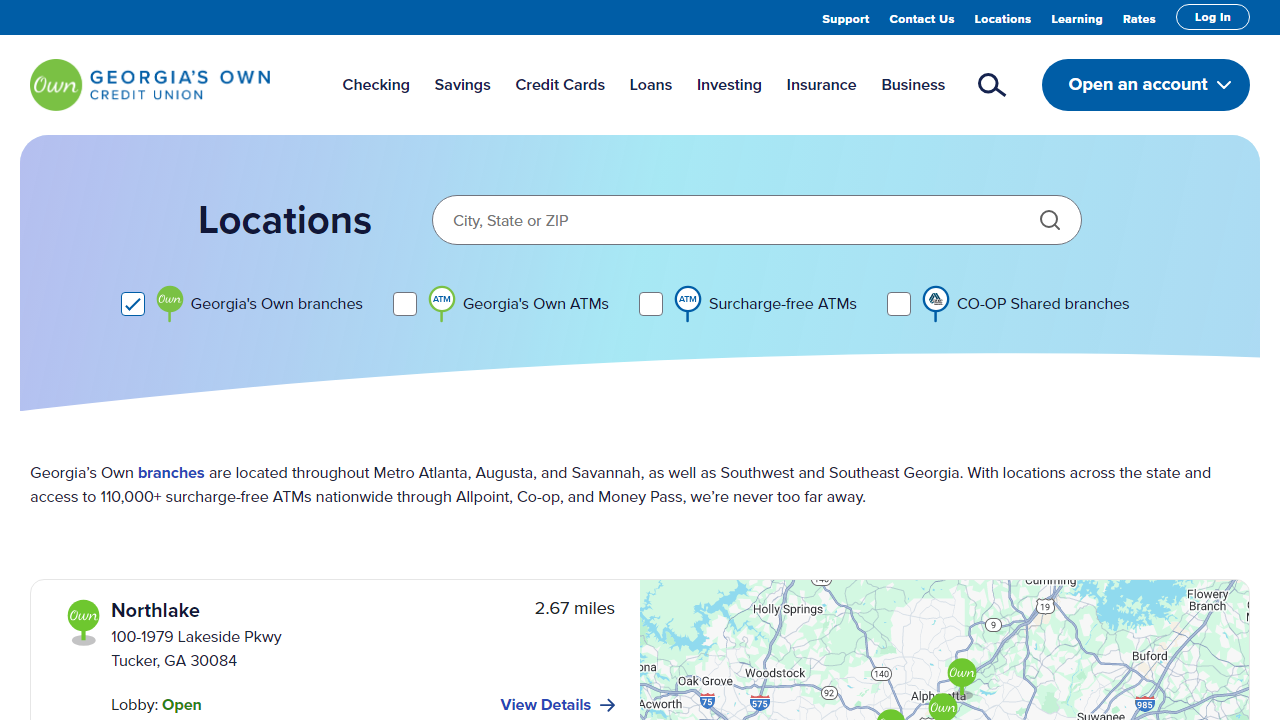 Support Contact Us Locations Learning Rates Log In
Own GEORGIA'S OWN
CREDIT UNION
Checking Savings Credit Cards Loans Investing Insurance Business Open an account
Locations City, State or ZIP
Own Georgia's Own branches ATM Georgia's Own ATMs ATM Surcharge-free ATMs CO-OP Shared branches
Georgia's Own branches are located throughout Metro Atlanta, Augusta, and Savannah, as well as Southwest and Southeast Georgia. With locations across the state and
access to 110,000+ surcharge-free ATMs nationwide through Allpoint, Co-op, and Money Pass, we're never too far away.
Own Northlake 2.67 miles
100-1979 Lakeside Pkwy
Tucker, GA 30084
Lobby: Open View Details
Cumming
Holly Springs
19
Flowery
Branch
9
Buford
Woodstock
140
Own
Oak Grove
92
Acworth
75
575
Own
985
Suwanee